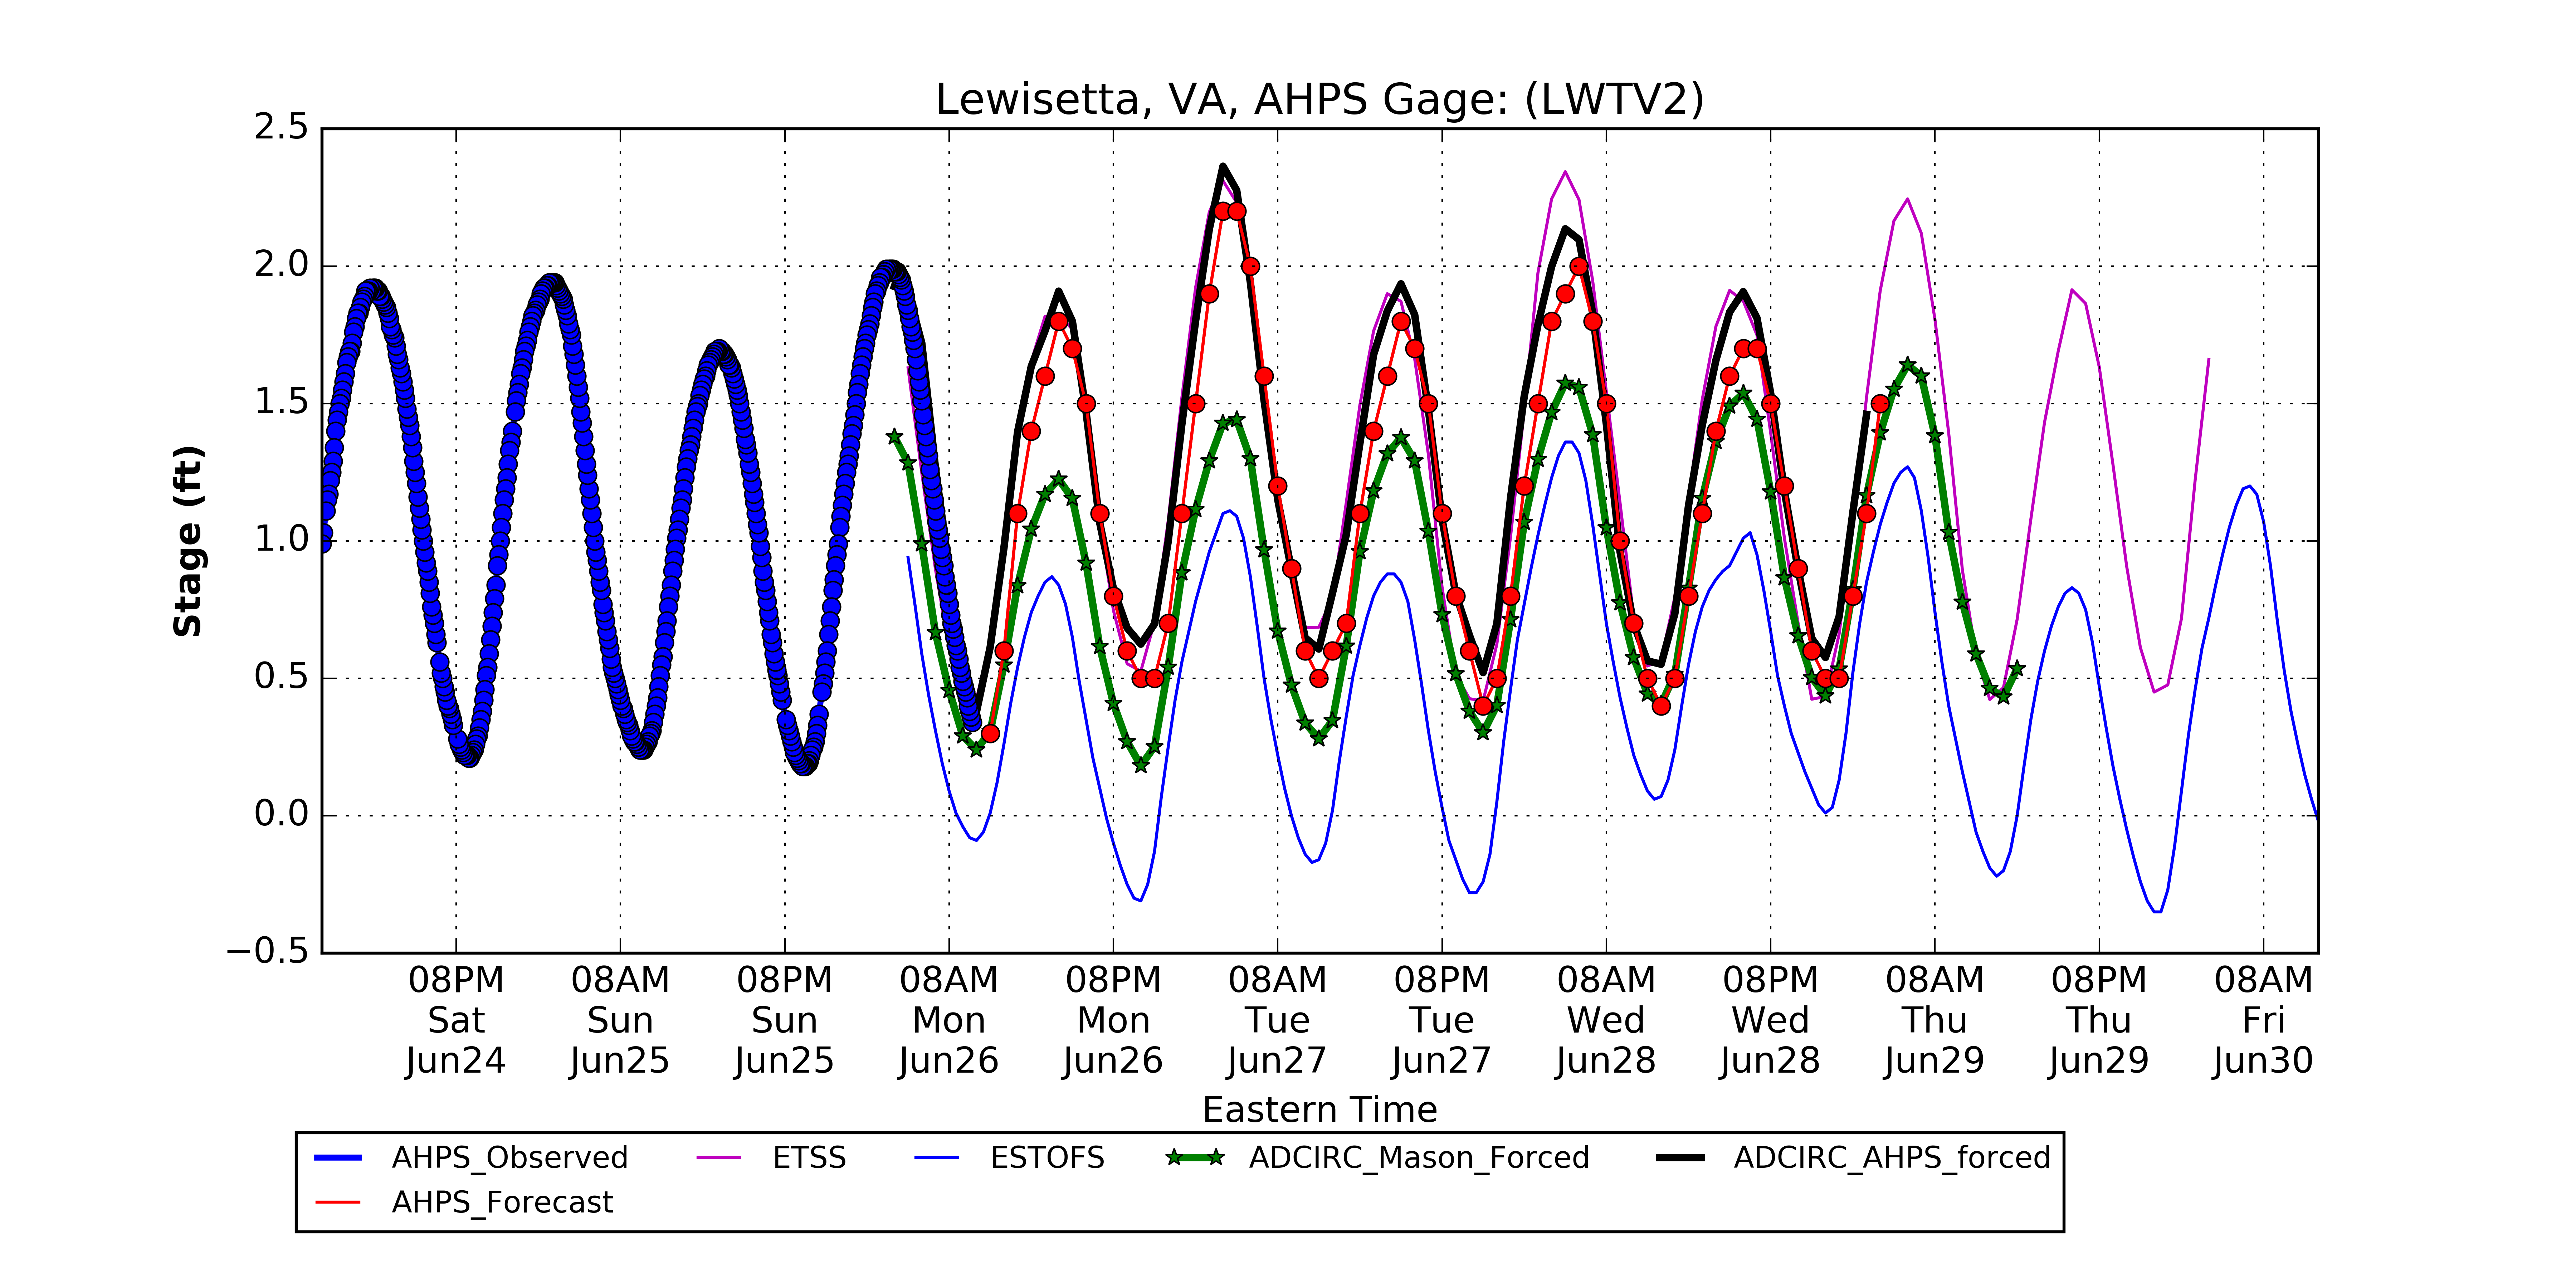 Lewisetta, VA, AHPS Gage: (LWTV2)
2.5
2.0
1.5
1.0
0.5
0.0
−0.5
Stage (ft)
08PM 08AM 08PM 08AM 08PM 08AM 08PM 08AM 08PM 08AM 08PM 08AM
Sat Sun Sun Mon Mon Tue Tue Wed Wed Thu Thu Fri
Jun24 Jun25 Jun25 Jun26 Jun26 Jun27 Jun27 Jun28 Jun28 Jun29 Jun29 Jun30
Eastern Time
AHPS_Observed ETSS ESTOFS ADCIRC_Mason_Forced ADCIRC_AHPS_forced
AHPS_Forecast